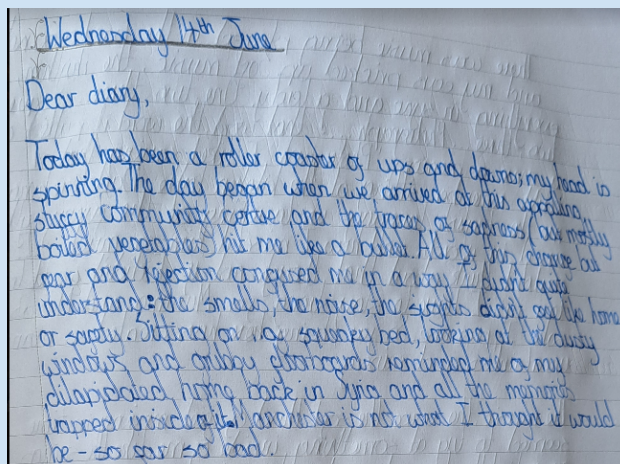 Wednesday 14th June
Dear diary,
Today has been a roller coaster of ups and downs; my head is
spinning. The day began when we arrived at this appalling,
stuffy community centre and the traces of sadness (but mostly
boiled vegetables) hit me like a bullet. All of this change but
fear and rejection confused me in a way I didn't quite
understand: the smells, the noise, the sights didn't feel like home
or safety. Sitting on a squeaky bed, looking at the dusty
windows and grubby floorboards reminded me of my
dilapidated home back in Syria and all the memories
trapped inside of it. Manchester is not what I thought it would
be - so far so bad.